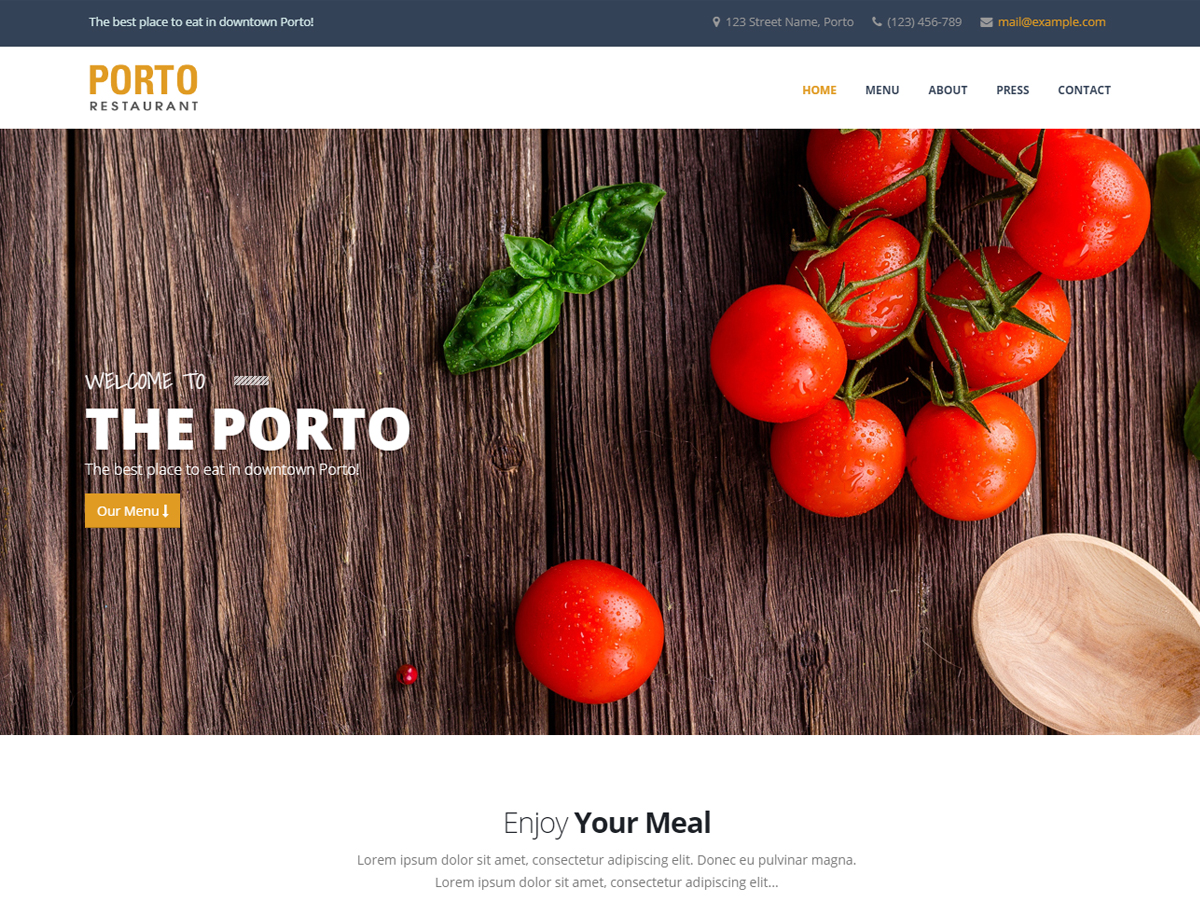 The best place to eat in downtown Porto!
123 Street Name, Porto (123) 456-789 mail@example.com
PORTO
RESTAURANT
HOME MENU ABOUT PRESS CONTACT
WELCOME TO
THE PORTO
The best place to eat in downtown Porto!
Our Menu
Enjoy Your Meal
Lorem ipsum dolor sit amet, consectetur adipiscing elit. Donec eu pulvinar magna.
Lorem ipsum dolor sit amet, consectetur adipiscing elit...